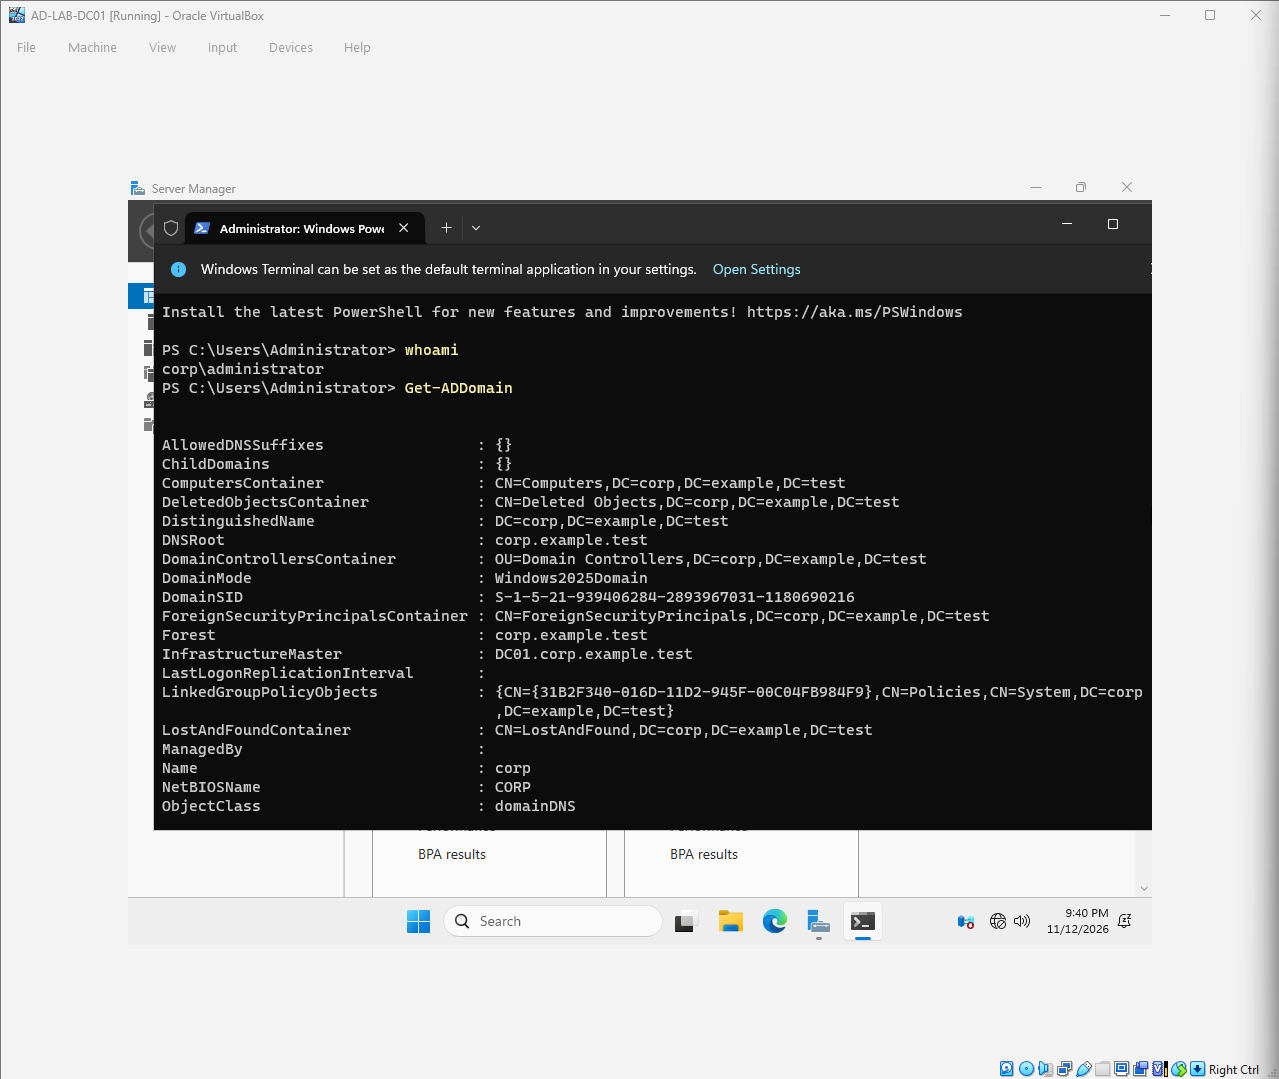 AD-LAB-DC01 [Running] - Oracle VirtualBox
File Machine View Input Devices Help
Server Manager
Administrator: Windows Powe
Windows Terminal can be set as the default terminal application in your settings. Open Settings
Install the latest PowerShell for new features and improvements! https://aka.ms/PSWindows
PS C:\Users\Administrator> whoami
corp\administrator
PS C:\Users\Administrator> Get-ADDomain
AllowedDNSSuffixes : {}
ChildDomains : {}
ComputersContainer : CN=Computers,DC=corp,DC=example,DC=test
DeletedObjectsContainer : CN=Deleted Objects,DC=corp,DC=example,DC=test
DistinguishedName : DC=corp,DC=example,DC=test
DNSRoot : corp.example.test
DomainControllersContainer : OU=Domain Controllers,DC=corp,DC=example,DC=test
DomainMode : Windows2025Domain
DomainSID : S-1-5-21-939406284-2893967031-1180690216
ForeignSecurityPrincipalsContainer : CN=ForeignSecurityPrincipals,DC=corp,DC=example,DC=test
Forest : corp.example.test
InfrastructureMaster : DC01.corp.example.test
LastLogonReplicationInterval :
LinkedGroupPolicyObjects : {CN={31B2F340-016D-11D2-945F-00C04FB984F9},CN=Policies,CN=System,DC=corp
,DC=example,DC=test}
LostAndFoundContainer : CN=LostAndFound,DC=corp,DC=example,DC=test
ManagedBy :
Name : corp
NetBIOSName : CORP
ObjectClass : domainDNS
BPA results BPA results
Search
9:40 PM
11/12/2026
Right Ctrl